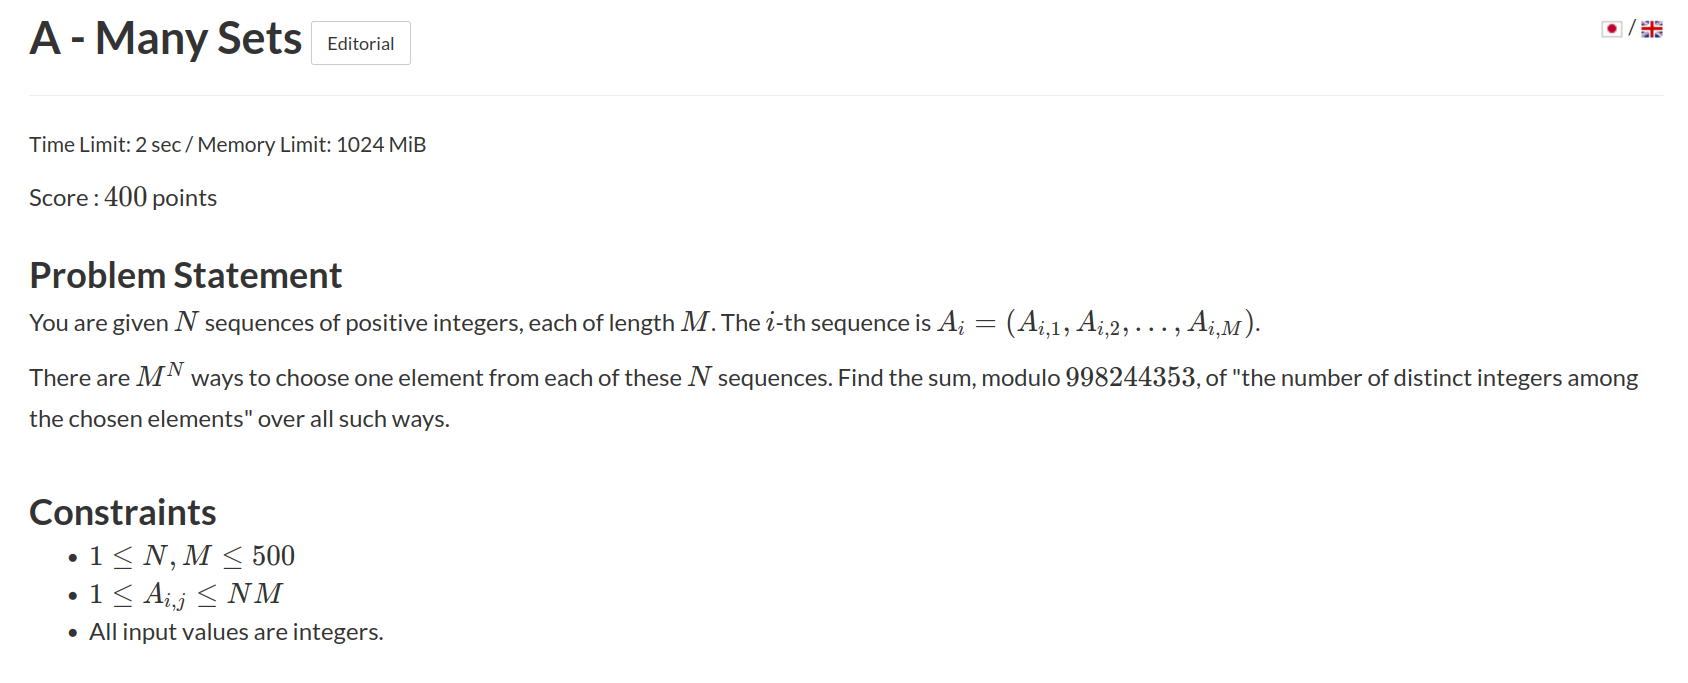 A - Many Sets Editorial
/
Time Limit: 2 sec / Memory Limit: 1024 MiB
Score : 400 points
Problem Statement
You are given N sequences of positive integers, each of length M. The i-th sequence is A_i = (A_{i,1}, A_{i,2}, . . . , A_{i,M}).
There are M^N ways to choose one element from each of these N sequences. Find the sum, modulo 998244353, of "the number of distinct integers among
the chosen elements" over all such ways.
Constraints
• 1 ≤ N, M ≤ 500
• 1 ≤ A_{i,j} ≤ NM
• All input values are integers.